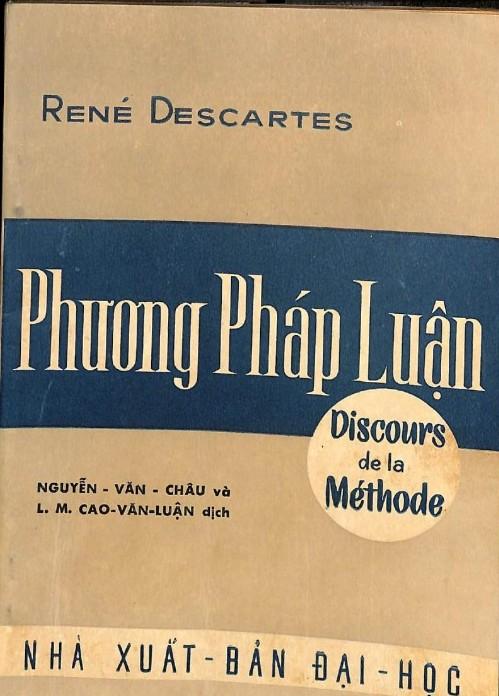 RENÉ DESCARTES
Phương Pháp Luận
Discours
de la
Méthode
NGUYỄN - VĂN - CHÂU và
L. M. CAO-VĂN-LUẬN dịch
NHÀ XUẤT-BẢN ĐẠI-HỌC